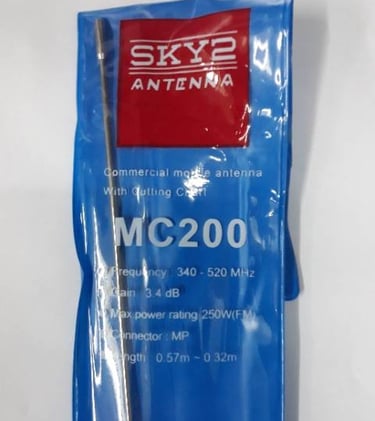 SKY2
ANTENNA
Commercial mobile antenna
With Cutting Chart
MC200
Frequency : 340 - 520 MHz
Gain : 3.4 dB
Max power rating 250W(FM)
Connector : MP
Length 0.57m ~ 0.32m